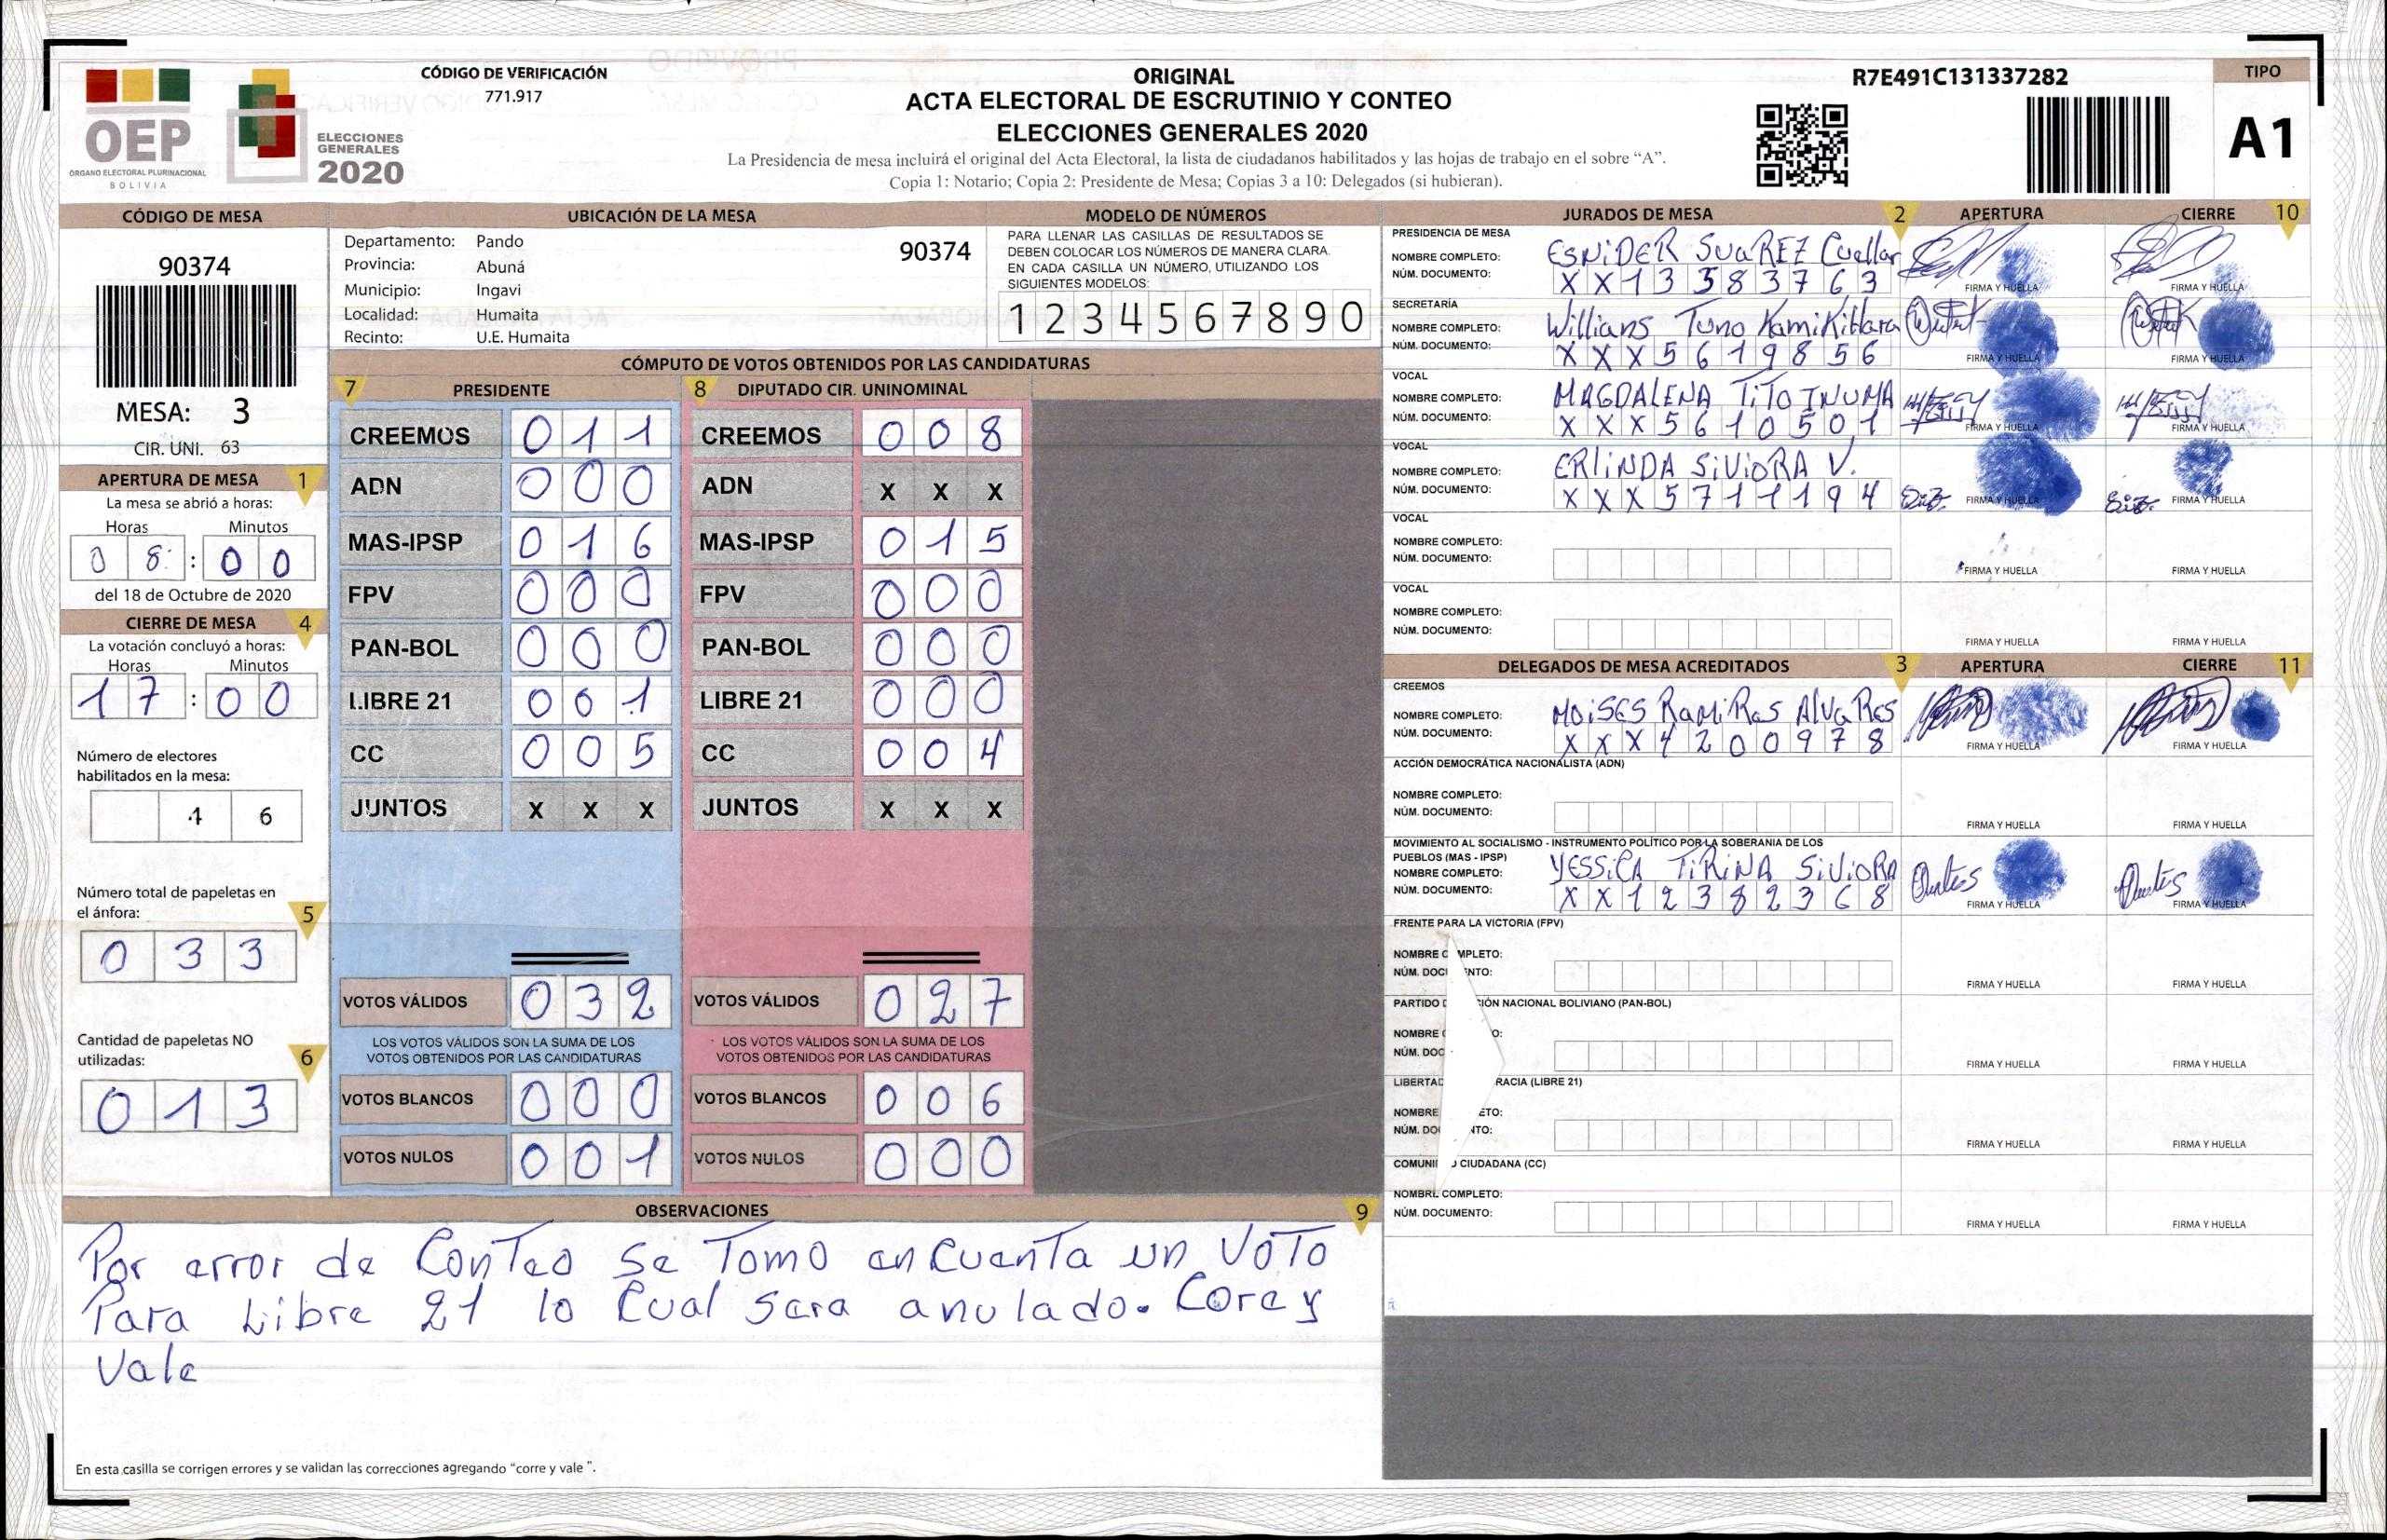 CÓDIGO DE VERIFICACIÓN
771.917
ORIGINAL
ACTA ELECTORAL DE ESCRUTINIO Y CONTEO
ELECCIONES GENERALES 2020
La Presidencia de mesa incluirá el original del Acta Electoral, la lista de ciudadanos habilitados y las hojas de trabajo en el sobre “A”.
Copia 1: Notario; Copia 2: Presidente de Mesa; Copias 3 a 10: Delegados (si hubieran).
R7E491C131337282
TIPO
A1
OEP
ÓRGANO ELECTORAL PLURINACIONAL
BOLIVIA
ELECCIONES
GENERALES
2020
CÓDIGO DE MESA
90374
MESA: 3
CIR. UNI. 63
APERTURA DE MESA 1
La mesa se abrió a horas:
Horas Minutos
0 8 : 0 0
del 18 de Octubre de 2020
CIERRE DE MESA 4
La votación concluyó a horas:
Horas Minutos
1 7 : 0 0
Número de electores
habilitados en la mesa:
4 6
Número total de papeletas en
el ánfora: 5
0 3 3
Cantidad de papeletas NO
utilizadas: 6
0 1 3
UBICACIÓN DE LA MESA
Departamento: Pando 90374
Provincia: Abuná
Municipio: Ingavi
Localidad: Humaita
Recinto: U.E. Humaita
MODELO DE NÚMEROS
PARA LLENAR LAS CASILLAS DE RESULTADOS SE
DEBEN COLOCAR LOS NÚMEROS DE MANERA CLARA.
EN CADA CASILLA UN NÚMERO, UTILIZANDO LOS
SIGUIENTES MODELOS:
1 2 3 4 5 6 7 8 9 0
CÓMPUTO DE VOTOS OBTENIDOS POR LAS CANDIDATURAS
7 PRESIDENTE
CREEMOS 0 1 1
ADN 0 0 0
MAS-IPSP 0 1 6
FPV 0 0 0
PAN-BOL 0 0 0
LIBRE 21 0 0 1
CC 0 0 5
JUNTOS X X X
VOTOS VÁLIDOS 0 3 2
LOS VOTOS VÁLIDOS SON LA SUMA DE LOS
VOTOS OBTENIDOS POR LAS CANDIDATURAS
VOTOS BLANCOS 0 0 0
VOTOS NULOS 0 0 1
8 DIPUTADO CIR. UNINOMINAL
CREEMOS 0 0 8
ADN X X X
MAS-IPSP 0 1 5
FPV 0 0 0
PAN-BOL 0 0 0
LIBRE 21 0 0 0
CC 0 0 4
JUNTOS X X X
VOTOS VÁLIDOS 0 2 7
LOS VOTOS VÁLIDOS SON LA SUMA DE LOS
VOTOS OBTENIDOS POR LAS CANDIDATURAS
VOTOS BLANCOS 0 0 6
VOTOS NULOS 0 0 0
OBSERVACIONES 9
Por error de Conteo Se Tomo en Cuenta un VoTo
Para Libre 21 lo Cual sera anulado. Core y
Vale
En esta casilla se corrigen errores y se validan las correcciones agregando “corre y vale”.
JURADOS DE MESA 2 APERTURA CIERRE 10
PRESIDENCIA DE MESA
NOMBRE COMPLETO: ESNIDER SUaREZ Cuellar
NÚM. DOCUMENTO: X X 1 3 3 8 3 7 6 3
FIRMA Y HUELLA FIRMA Y HUELLA
SECRETARÍA
NOMBRE COMPLETO: Willians Tuno
NÚM. DOCUMENTO: X X X 5 6 1 9 8 5 6
FIRMA Y HUELLA FIRMA Y HUELLA
VOCAL
NOMBRE COMPLETO: MAGDALENA TiTO INUMA
NÚM. DOCUMENTO: X X X 5 6 1 0 5 0 1
FIRMA Y HUELLA FIRMA Y HUELLA
VOCAL
NOMBRE COMPLETO: ERLiNDA SiViORA V.
NÚM. DOCUMENTO: X X X 5 7 1 1 1 9 4
FIRMA Y HUELLA FIRMA Y HUELLA
VOCAL
NOMBRE COMPLETO:
NÚM. DOCUMENTO:
FIRMA Y HUELLA FIRMA Y HUELLA
VOCAL
NOMBRE COMPLETO:
NÚM. DOCUMENTO:
FIRMA Y HUELLA FIRMA Y HUELLA
DELEGADOS DE MESA ACREDITADOS 3 APERTURA CIERRE 11
CREEMOS
NOMBRE COMPLETO: MOiSES RaMiRas AlVaRes
NÚM. DOCUMENTO: X X X 4 2 0 0 9 7 8
FIRMA Y HUELLA FIRMA Y HUELLA
ACCIÓN DEMOCRÁTICA NACIONALISTA (ADN)
NOMBRE COMPLETO:
NÚM. DOCUMENTO:
FIRMA Y HUELLA FIRMA Y HUELLA
MOVIMIENTO AL SOCIALISMO - INSTRUMENTO POLÍTICO POR LA SOBERANIA DE LOS
PUEBLOS (MAS - IPSP)
NOMBRE COMPLETO: YESSiCA TiRiNA SiViORA
NÚM. DOCUMENTO: X X 1 2 3 8 2 3 6 8
FIRMA Y HUELLA FIRMA Y HUELLA
FRENTE PARA LA VICTORIA (FPV)
NOMBRE C MPLETO:
NÚM. DOC NTO:
FIRMA Y HUELLA FIRMA Y HUELLA
PARTIDO CIÓN NACIONAL BOLIVIANO (PAN-BOL)
NOMBRE O:
NÚM. DOC
FIRMA Y HUELLA FIRMA Y HUELLA
LIBERTAD RACIA (LIBRE 21)
NOMBRE ETO:
NÚM. DO NTO:
FIRMA Y HUELLA FIRMA Y HUELLA
COMUNI CIUDADANA (CC)
NOMBRE COMPLETO:
NÚM. DOCUMENTO:
FIRMA Y HUELLA FIRMA Y HUELLA